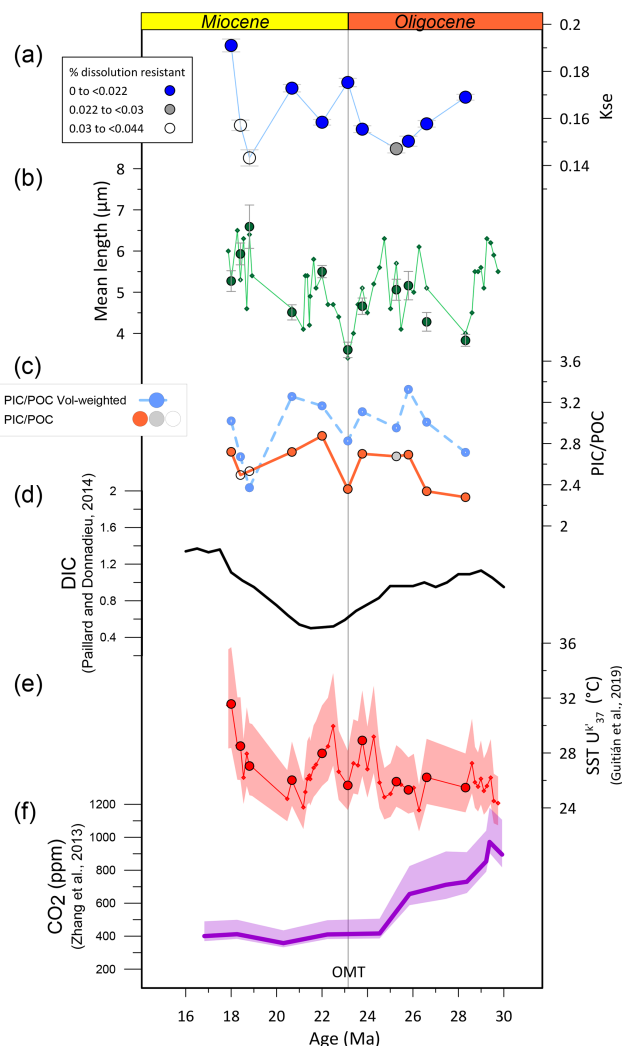 Miocene
Oligocene
(a)
% dissolution resistant
0 to <0.022
0.022 to <0.03
0.03 to <0.044
0.2
0.18
0.16
0.14
Kse
(b)
8
7
6
5
4
Mean length (µm)
(c)
PIC/POC Vol-weighted
PIC/POC
3.6
3.2
2.8
2.4
2
PIC/POC
(d)
2
1.6
1.2
0.8
0.4
DIC
(Paillard and Donnadieu, 2014)
(e)
36
32
28
24
SST U^k'_37 (°C)
(Guitián et al., 2019)
(f)
1200
1000
800
600
400
200
CO2 (ppm)
(Zhang et al., 2013)
OMT
16 18 20 22 24 26 28 30
Age (Ma)